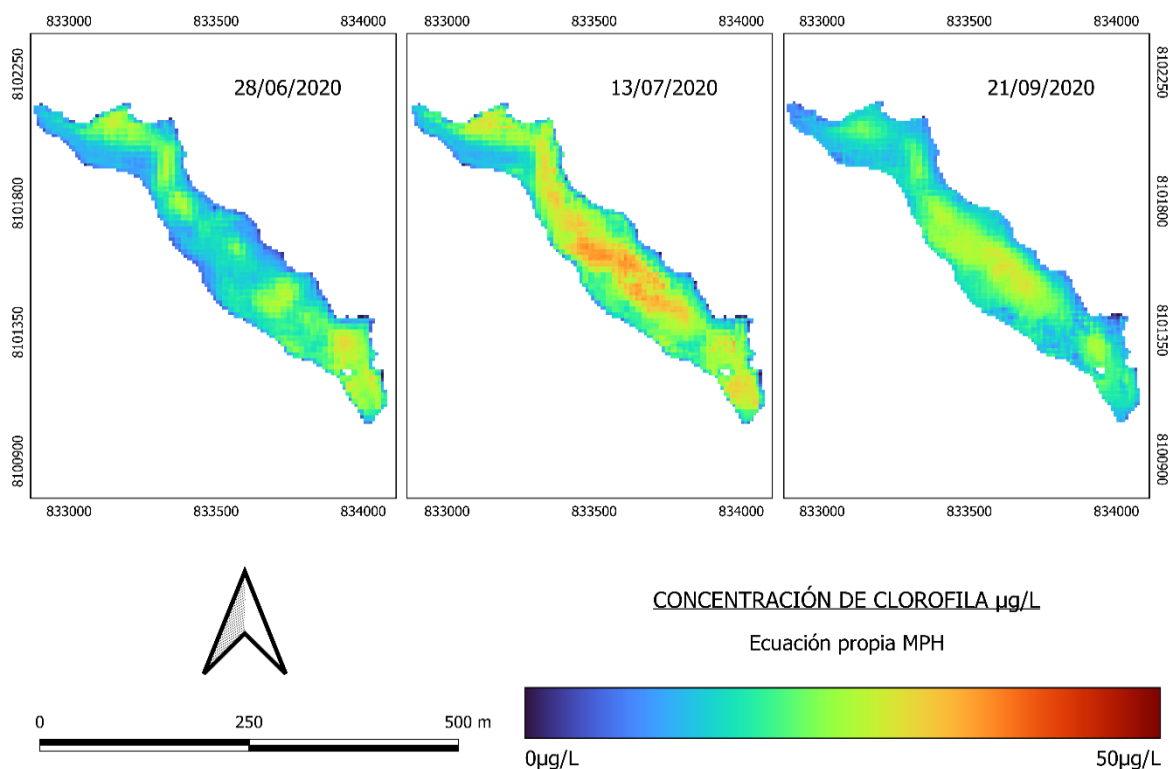 833000 833500 834000 833000 833500 834000 833000 833500 834000
8102250 28/06/2020 13/07/2020 21/09/2020 8102250
8101800 8101800
8101350 8101350
8100900 8100900
833000 833500 834000 833000 833500 834000 833000 833500 834000
CONCENTRACIÓN DE CLOROFILA µg/L
Ecuación propia MPH
0 250 500 m
0µg/L 50µg/L